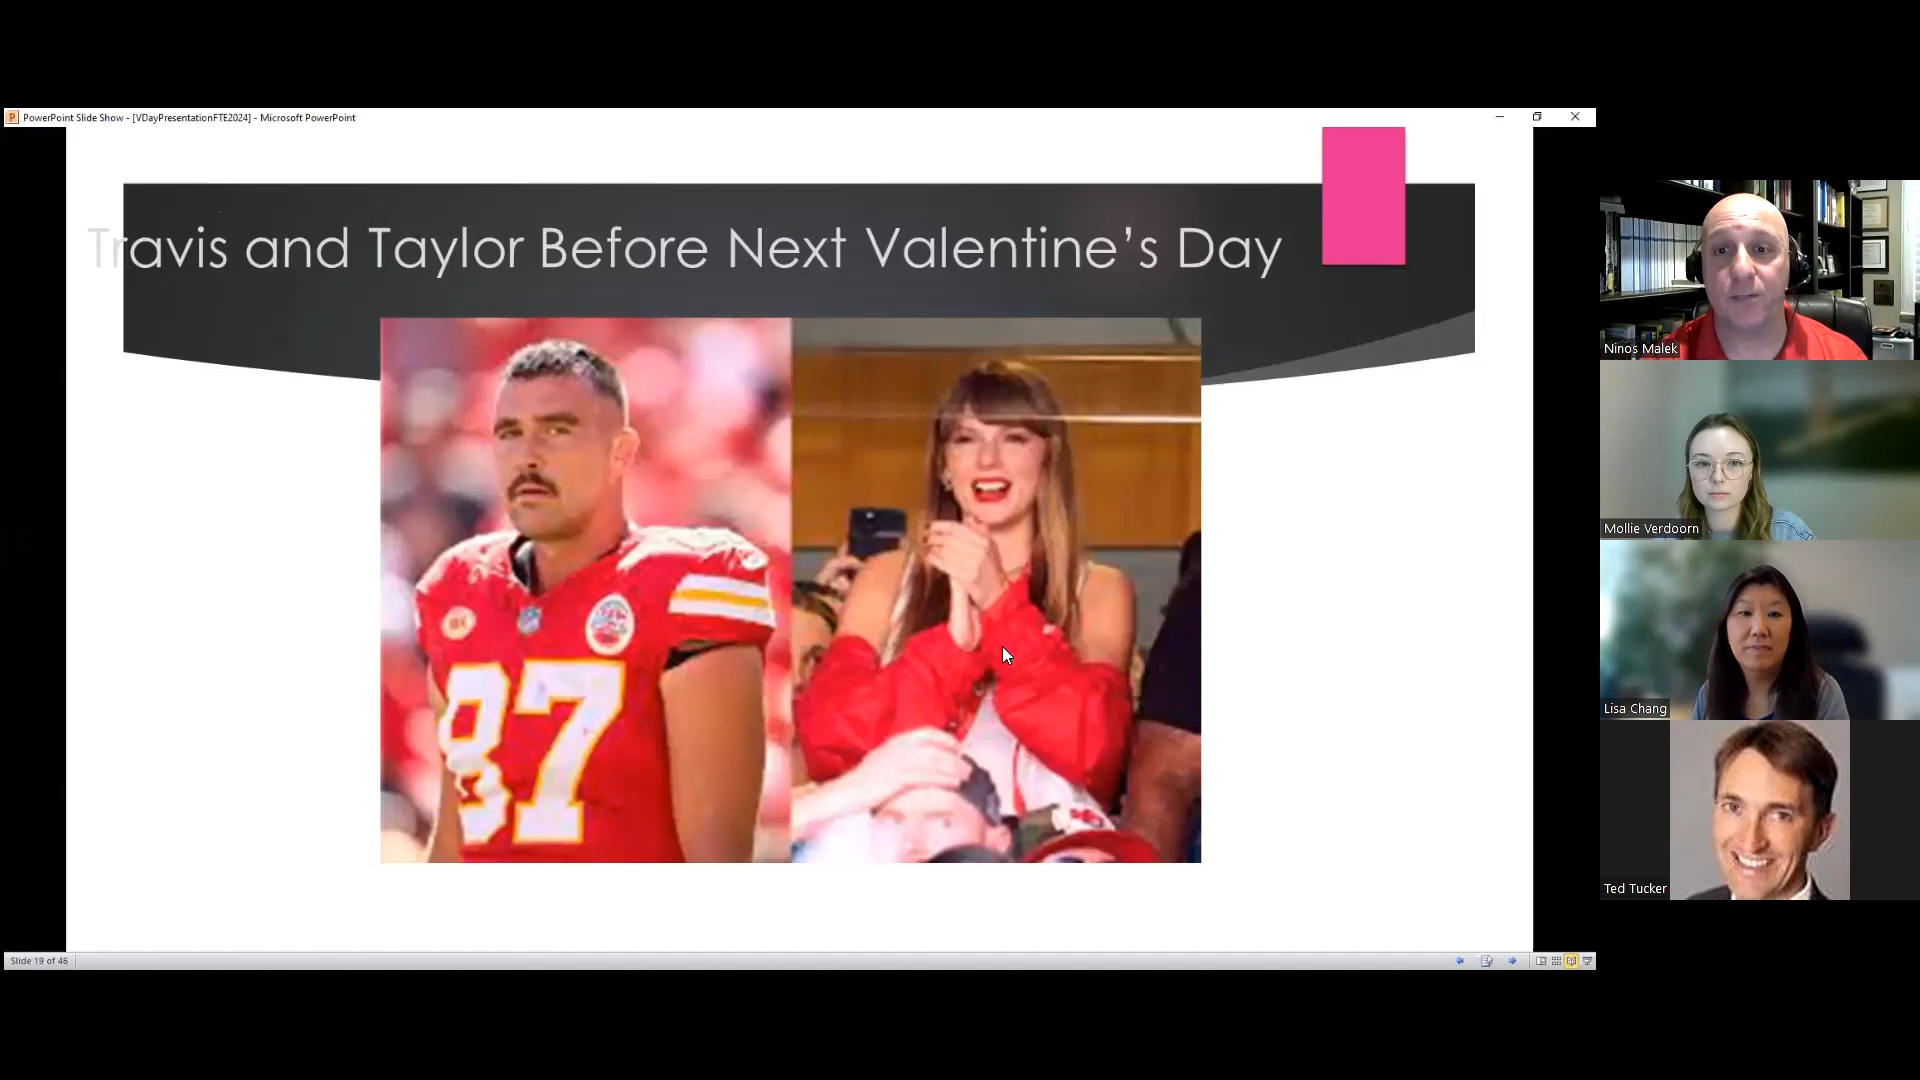 PowerPoint Slide Show - [VDayPresentationFTE2024] - Microsoft PowerPoint
Travis and Taylor Before Next Valentine’s Day
87
Slide 19 of 46
Ninos Malek
Mollie Verdoorn
Lisa Chang
Ted Tucker